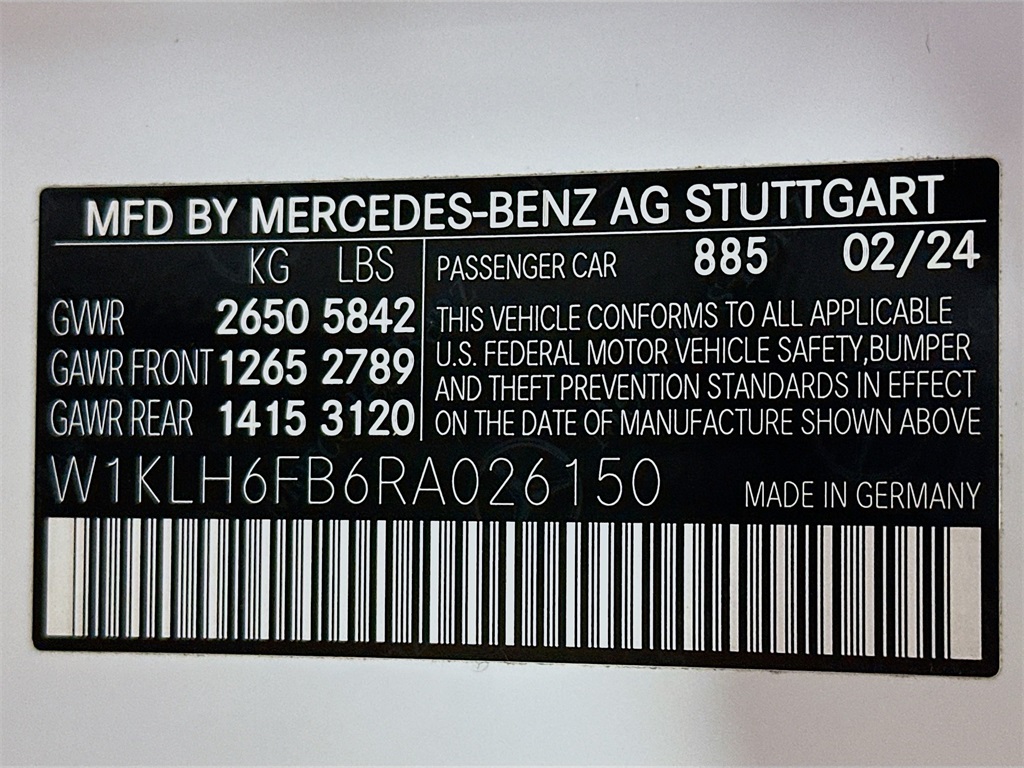 MFD BY MERCEDES-BENZ AG STUTTGART
KG LBS
GVWR 2650 5842
GAWR FRONT 1265 2789
GAWR REAR 1415 3120
PASSENGER CAR 885 02/24
THIS VEHICLE CONFORMS TO ALL APPLICABLE
U.S. FEDERAL MOTOR VEHICLE SAFETY,BUMPER
AND THEFT PREVENTION STANDARDS IN EFFECT
ON THE DATE OF MANUFACTURE SHOWN ABOVE
W1KLH6FB6RA026150
MADE IN GERMANY